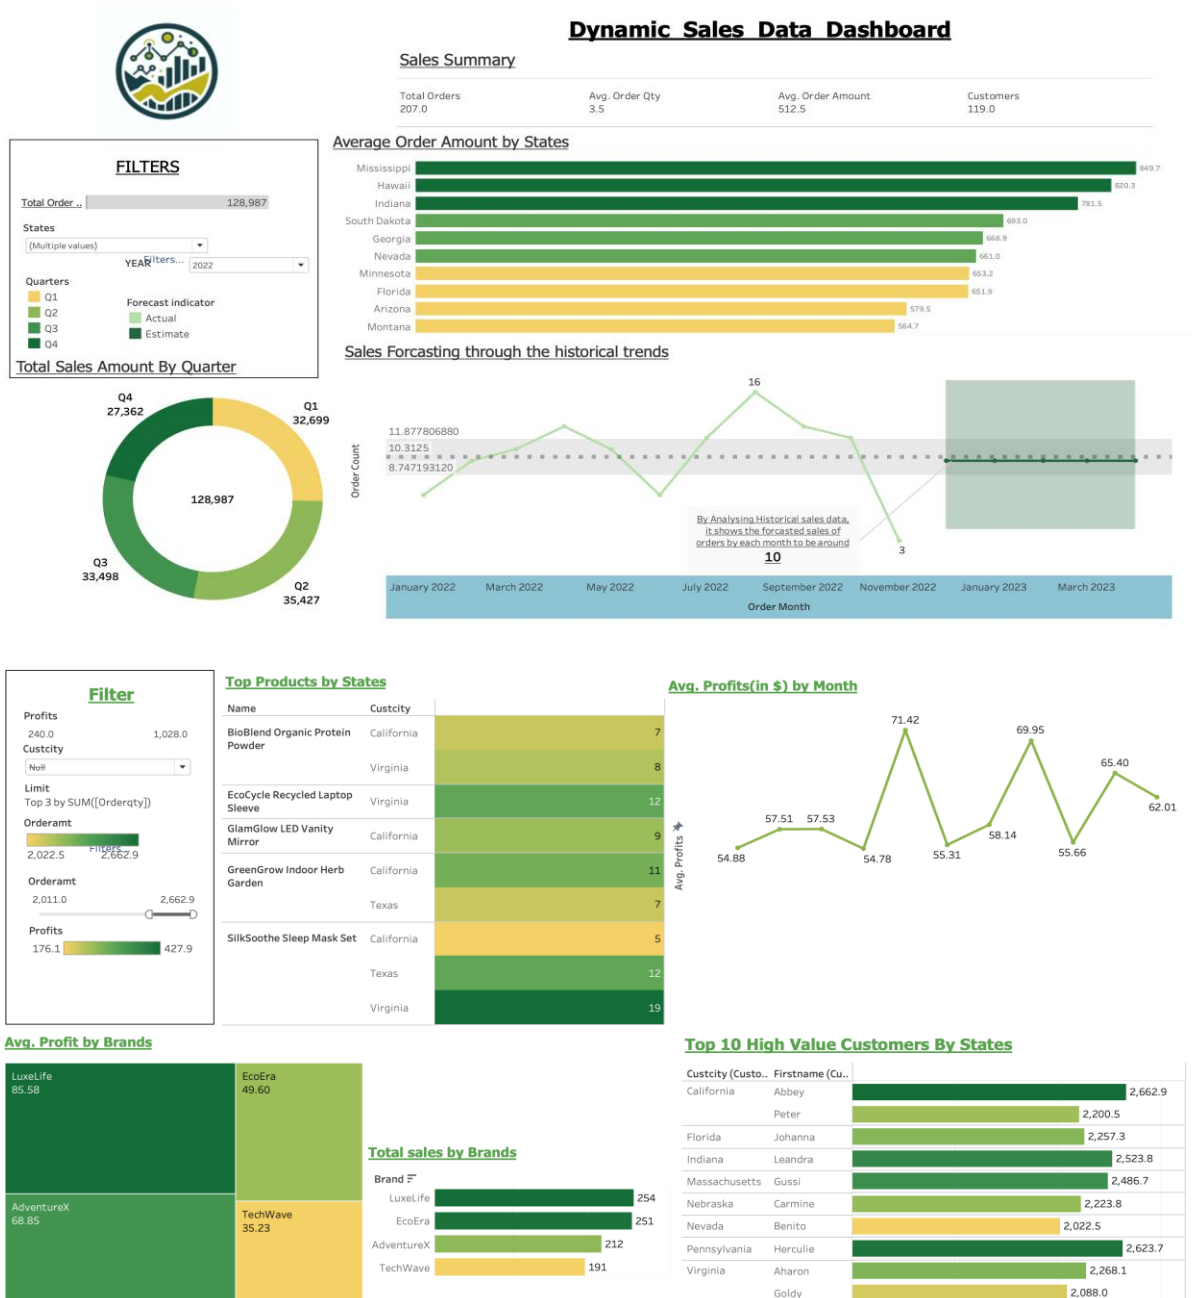 Dynamic Sales Data Dashboard
Sales Summary
Total Orders
207.0
Avg. Order Qty
3.5
Avg. Order Amount
512.5
Customers
119.0
FILTERS
Total Order ..
128,987
States
(Multiple values)
Filters...
YEAR
2022
Quarters
Q1
Q2
Q3
Q4
Forecast indicator
Actual
Estimate
Average Order Amount by States
Mississippi 849.7
Hawaii 820.3
Indiana 781.5
South Dakota 693.0
Georgia 668.9
Nevada 661.0
Minnesota 653.2
Florida 651.9
Arizona 579.5
Montana 564.7
Total Sales Amount By Quarter
Q4
27,362
Q1
32,699
128,987
Q3
33,498
Q2
35,427
Sales Forcasting through the historical trends
Order Count
16
11.877806880
10.3125
8.747193120
By Analysing Historical sales data,
it shows the forcasted sales of
orders by each month to be around
10
3
January 2022 March 2022 May 2022 July 2022 September 2022 November 2022 January 2023 March 2023
Order Month
Filter
Profits
240.0 1,028.0
Custcity
Null
Limit
Top 3 by SUM([Orderqty])
Orderamt
2,022.5 2,662.9
Filters...
Orderamt
2,011.0 2,662.9
Profits
176.1 427.9
Top Products by States
Name Custcity
BioBlend Organic Protein
Powder
California 7
Virginia 8
EcoCycle Recycled Laptop
Sleeve
Virginia 12
GlamGlow LED Vanity
Mirror
California 9
GreenGrow Indoor Herb
Garden
California 11
Texas 7
SilkSoothe Sleep Mask Set California 5
Texas 12
Virginia 19
Avg. Profits(in $) by Month
Avg. Profits
54.88
57.51
57.53
54.78
71.42
55.31
58.14
69.95
55.66
65.40
62.01
Avg. Profit by Brands
LuxeLife
85.58
EcoEra
49.60
AdventureX
68.85
TechWave
35.23
Total sales by Brands
Brand
LuxeLife 254
EcoEra 251
AdventureX 212
TechWave 191
Top 10 High Value Customers By States
Custcity (Custo.. Firstname (Cu..
California Abbey 2,662.9
Peter 2,200.5
Florida Johanna 2,257.3
Indiana Leandra 2,523.8
Massachusetts Gussi 2,486.7
Nebraska Carmine 2,223.8
Nevada Benito 2,022.5
Pennsylvania Herculie 2,623.7
Virginia Aharon 2,268.1
Goldy 2,088.0